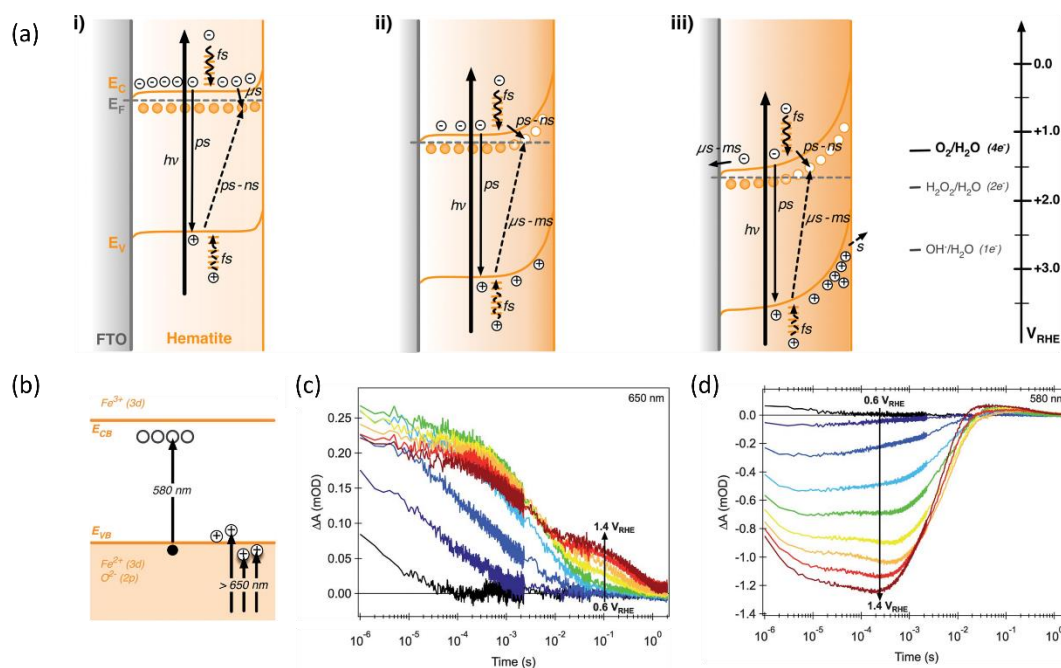 (a)
i)
ii)
iii)
fs
E_C
E_F
μs
ps
hν
ps-ns
E_V
fs
FTO
Hematite
fs
ps-ns
ps
hν
μs-ms
fs
μs-ms
fs
ps-ns
ps
hν
μs-ms
s
fs
0.0
+1.0
O₂/H₂O (4e⁻)
H₂O₂/H₂O (2e⁻)
+2.0
OH·/H₂O (1e⁻)
+3.0
V_RHE
(b)
Fe³⁺ (3d)
E_CB
580 nm
E_VB
Fe³⁺ (3d)
O²⁻ (2p)
> 650 nm
(c)
650 nm
ΔA (mOD)
0.25
0.20
0.15
0.10
0.05
0.00
1.4 V_RHE
0.6 V_RHE
10⁻⁶ 10⁻⁵ 10⁻⁴ 10⁻³ 10⁻² 10⁻¹ 10⁰
Time (s)
(d)
580 nm
ΔA (mOD)
0.0
-0.2
-0.4
-0.6
-0.8
-1.0
-1.2
-1.4
0.6 V_RHE
1.4 V_RHE
10⁻⁶ 10⁻⁵ 10⁻⁴ 10⁻³ 10⁻² 10⁻¹ 10⁰
Time (s)